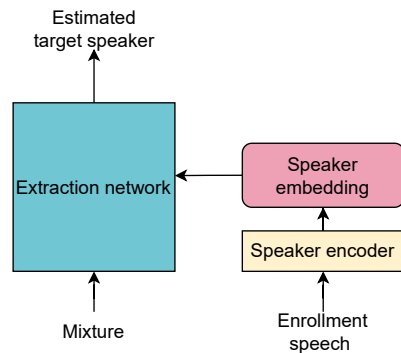 Estimated
target speaker
Extraction network
Speaker
embedding
Speaker encoder
Mixture
Enrollment
speech